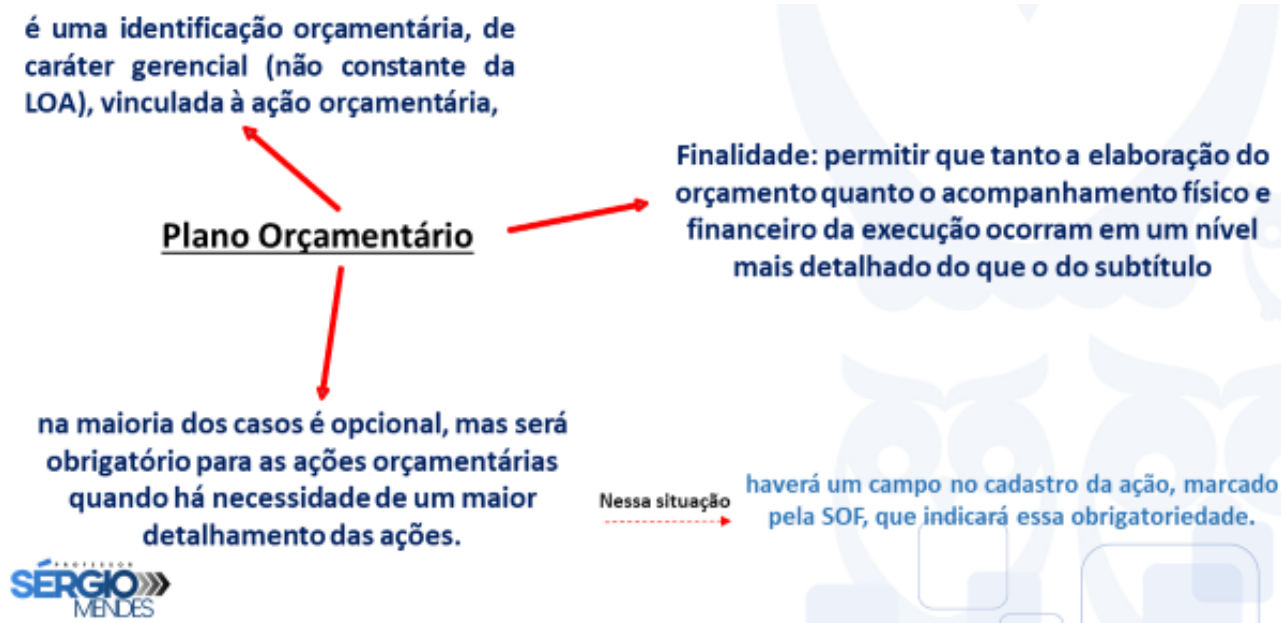 é uma identificação orçamentária, de
caráter gerencial (não constante da
LOA), vinculada à ação orçamentária,
Finalidade: permitir que tanto a elaboração do
orçamento quanto o acompanhamento físico e
financeiro da execução ocorram em um nível
mais detalhado do que o do subtítulo
Plano Orçamentário
na maioria dos casos é opcional, mas será
obrigatório para as ações orçamentárias
quando há necessidade de um maior
detalhamento das ações.
Nessa situação
haverá um campo no cadastro da ação, marcado
pela SOF, que indicará essa obrigatoriedade.
PROFESSOR
SÉRGIO
MENDES